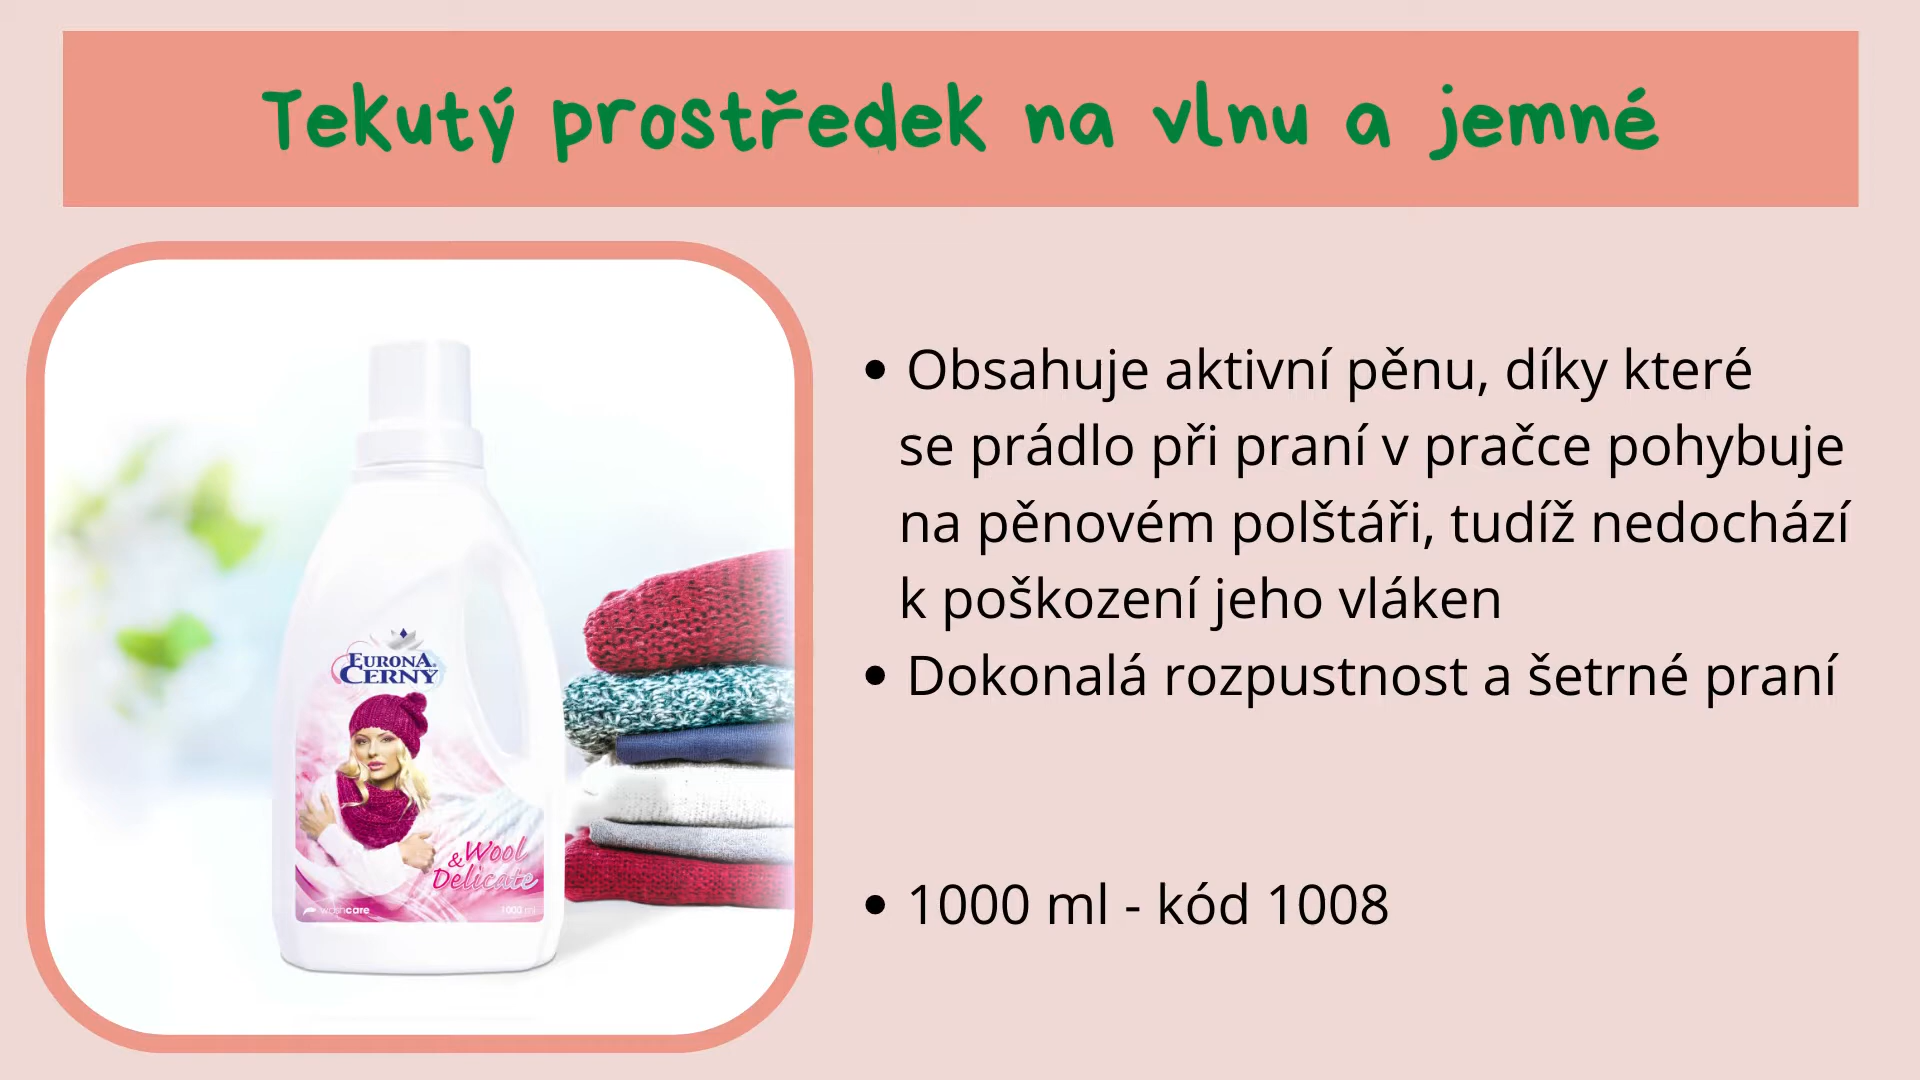 Tekutý prostředek na vlnu a jemné
EURONA
CERNY
&Wool
Delicate
washcare
1000 ml
• Obsahuje aktivní pěnu, díky které
se prádlo při praní v pračce pohybuje
na pěnovém polštáři, tudíž nedochází
k poškození jeho vláken
• Dokonalá rozpustnost a šetrné praní
• 1000 ml - kód 1008